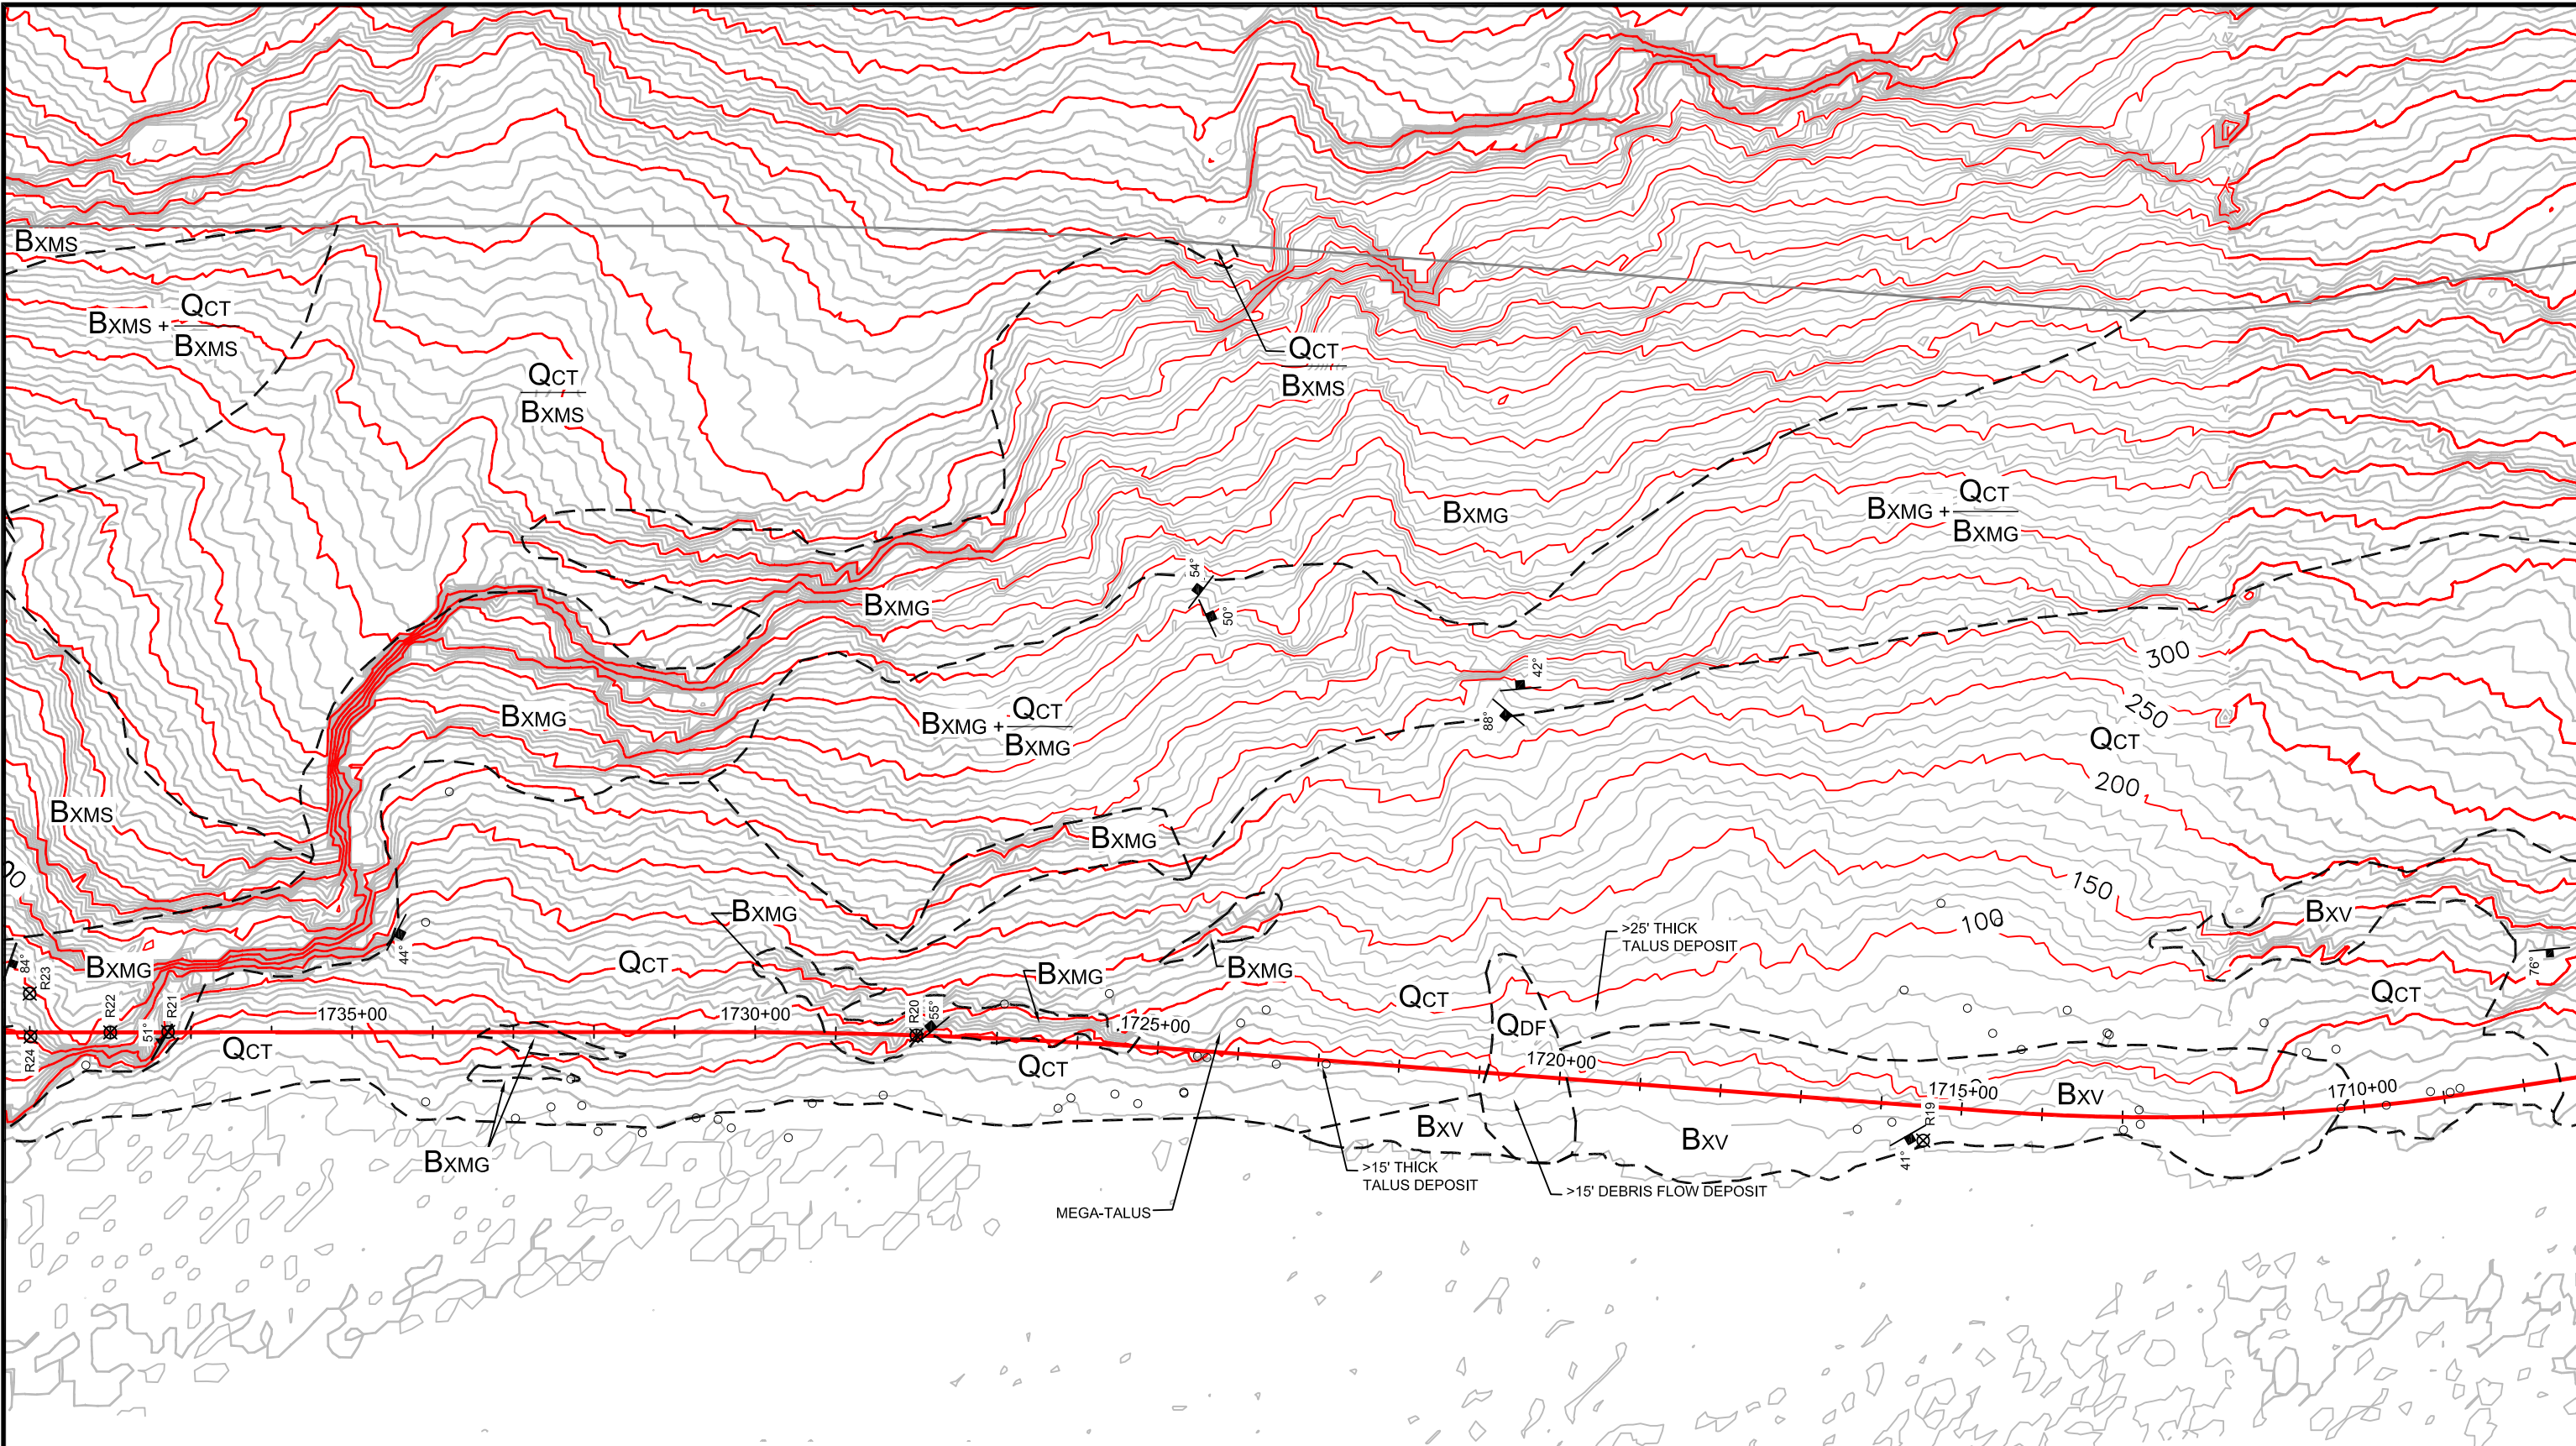 BXMS
BXMS + QCT
BXMS
QCT
BXMS
QCT
BXMS
BXMG
BXMG + QCT
BXMG
54°
50°
BXMG
42°
88°
300
250
QCT
200
BXMG
BXMG + QCT
BXMG
BXMS
BXMG
150
100
BXV
BXMG
>25' THICK
TALUS DEPOSIT
44°
84°
R23
BXMG
QCT
BXMG
BXMG
QCT
QCT
76°
R22
R21
51°
R24
1735+00
1730+00
R20
55°
1725+00
QDF
1720+00
1715+00
1710+00
QCT
QCT
BXV
BXV
BXV
R19
41°
BXMG
>15' THICK
TALUS DEPOSIT
>15' DEBRIS FLOW DEPOSIT
MEGA-TALUS